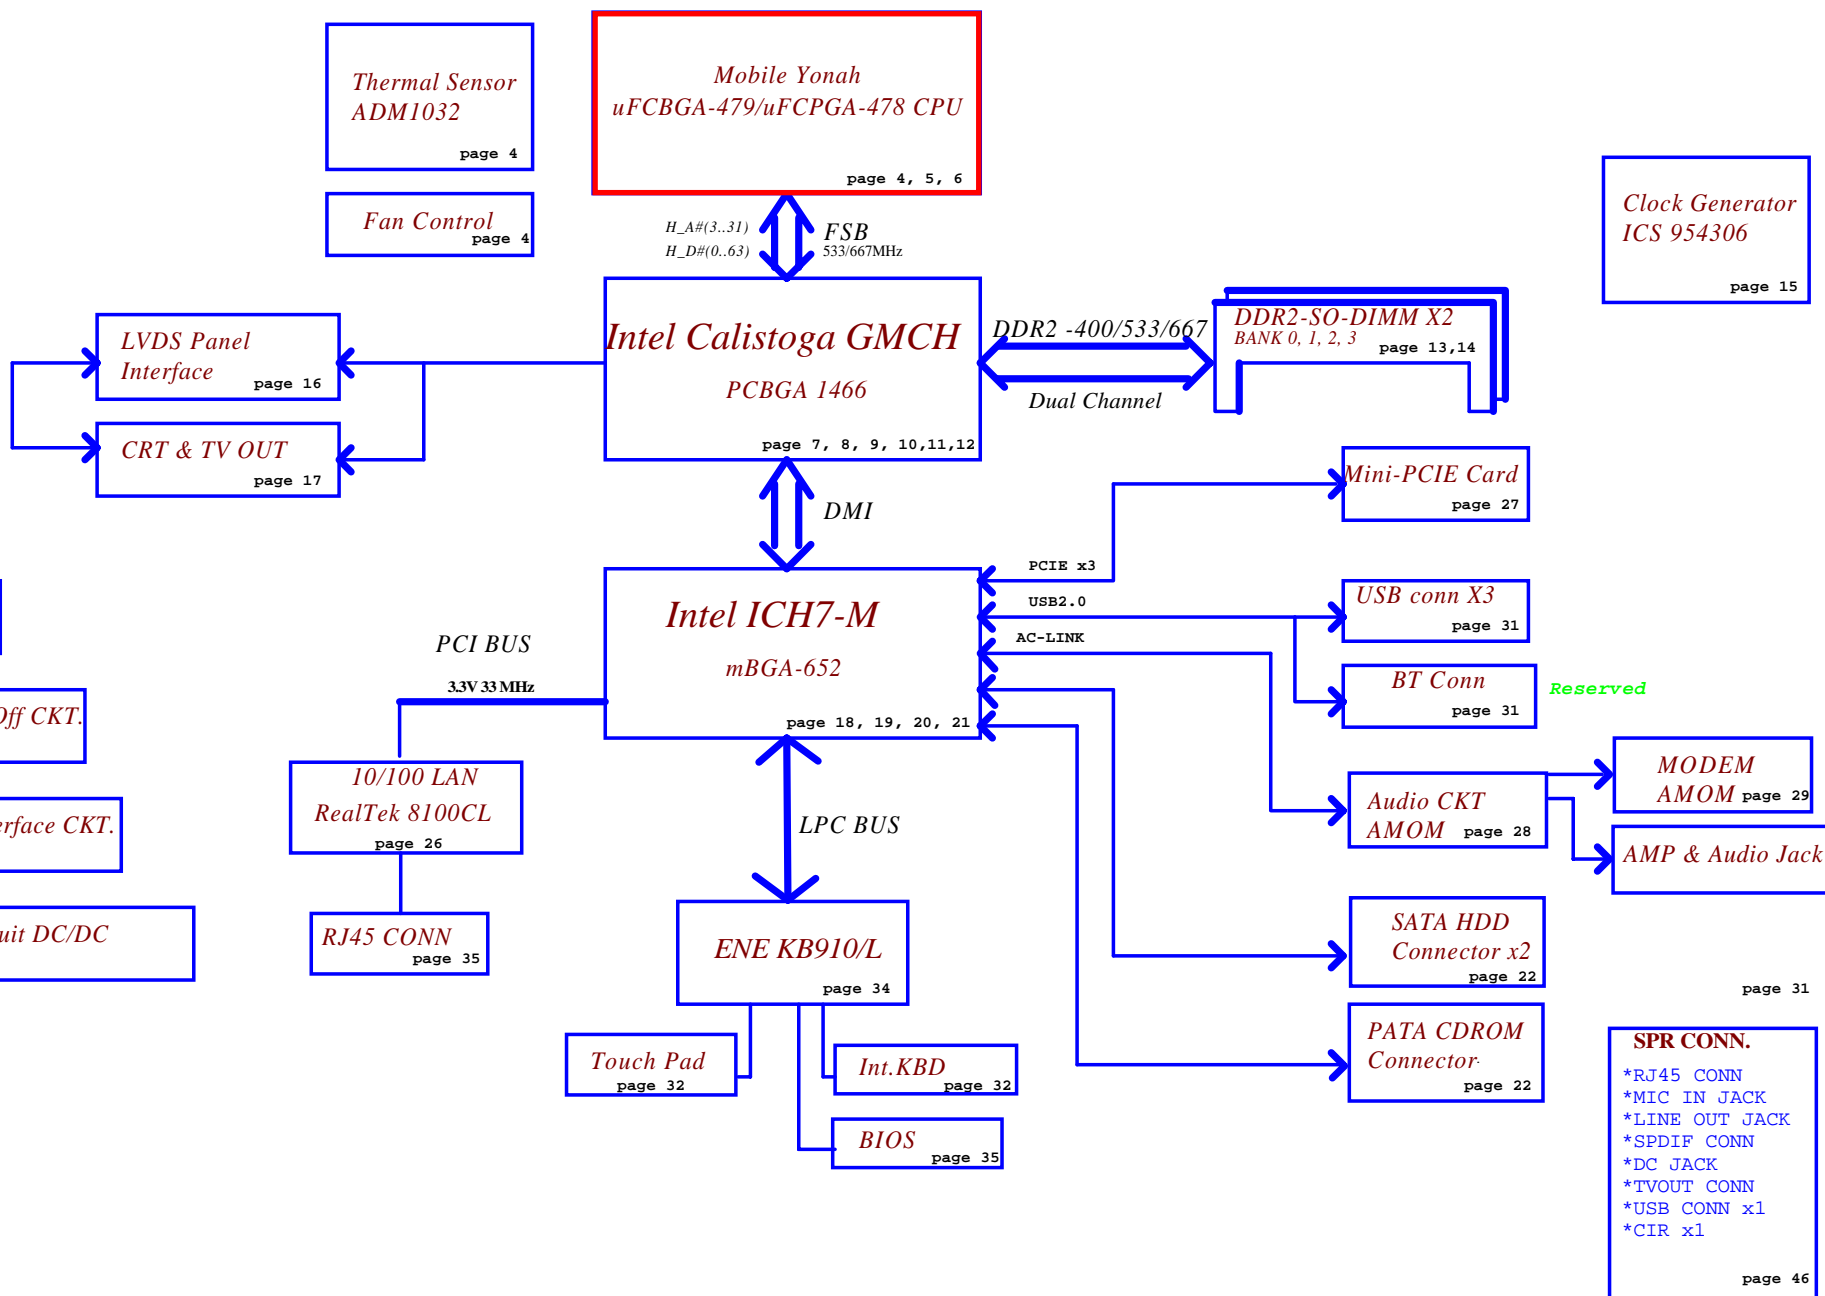 Thermal Sensor
ADM1032
page 4
Mobile Yonah
uFCBGA-479/uFCPGA-478 CPU
page 4, 5, 6
Fan Control
page 4
H_A#(3..31)
H_D#(0..63)
FSB
533/667MHz
Clock Generator
ICS 954306
page 15
LVDS Panel
Interface
page 16
CRT & TV OUT
page 17
Intel Calistoga GMCH
PCBGA 1466
page 7, 8, 9, 10,11,12
DDR2 -400/533/667
Dual Channel
DDR2-SO-DIMM X2
BANK 0, 1, 2, 3
page 13,14
DMI
Mini-PCIE Card
page 27
PCIE x3
USB2.0
AC-LINK
Intel ICH7-M
mBGA-652
page 18, 19, 20, 21
USB conn X3
page 31
BT Conn
page 31
Reserved
PCI BUS
3.3V 33 MHz
Off CKT.
erface CKT.
uit DC/DC
10/100 LAN
RealTek 8100CL
page 26
RJ45 CONN
page 35
LPC BUS
ENE KB910/L
page 34
Touch Pad
page 32
Int.KBD
page 32
BIOS
page 35
Audio CKT
AMOM
page 28
MODEM
AMOM
page 29
AMP & Audio Jack
SATA HDD
Connector x2
page 22
page 31
PATA CDROM
Connector
page 22
SPR CONN.
*RJ45 CONN
*MIC IN JACK
*LINE OUT JACK
*SPDIF CONN
*DC JACK
*TVOUT CONN
*USB CONN x1
*CIR x1
page 46